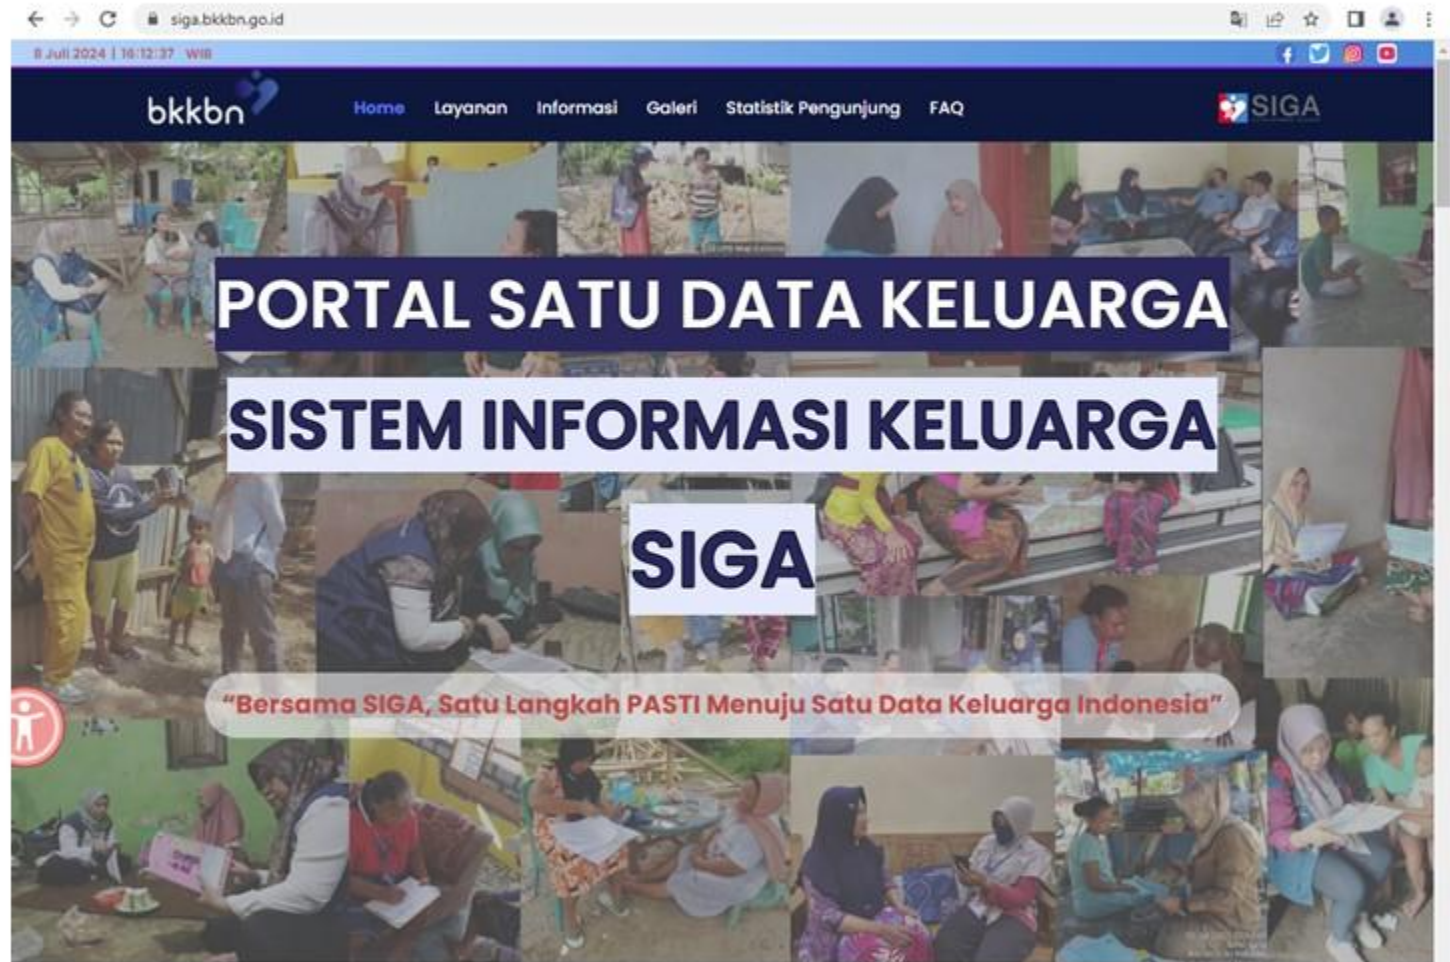 siga.bkkbn.go.id
8 Juli 2024 | 16:12:37 WIB
bkkbn Home Layanan Informasi Galeri Statistik Pengunjung FAQ SIGA
PORTAL SATU DATA KELUARGA
SISTEM INFORMASI KELUARGA
SIGA
“Bersama SIGA, Satu Langkah PASTI Menuju Satu Data Keluarga Indonesia”